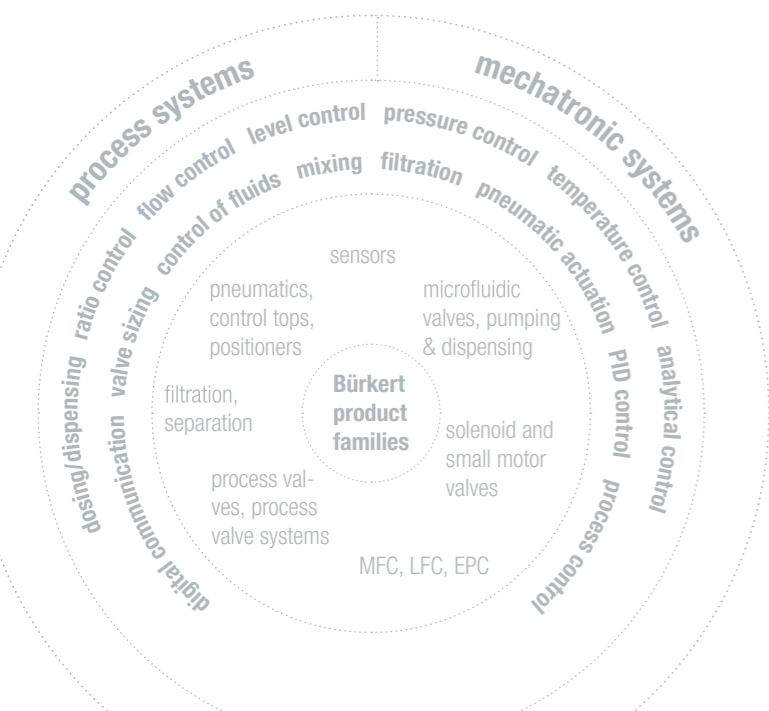 process systems
mechatronic systems
dosing/dispensing ratio control flow control level control pressure control temperature control analytical control
digital communication valve sizing control of fluids mixing filtration pneumatic actuation PID control process control
sensors
pneumatics,
control tops,
positioners
microfluidic
valves, pumping
& dispensing
filtration,
separation
Bürkert
product
families
solenoid and
small motor
valves
process val-
ves, process
valve systems
MFC, LFC, EPC